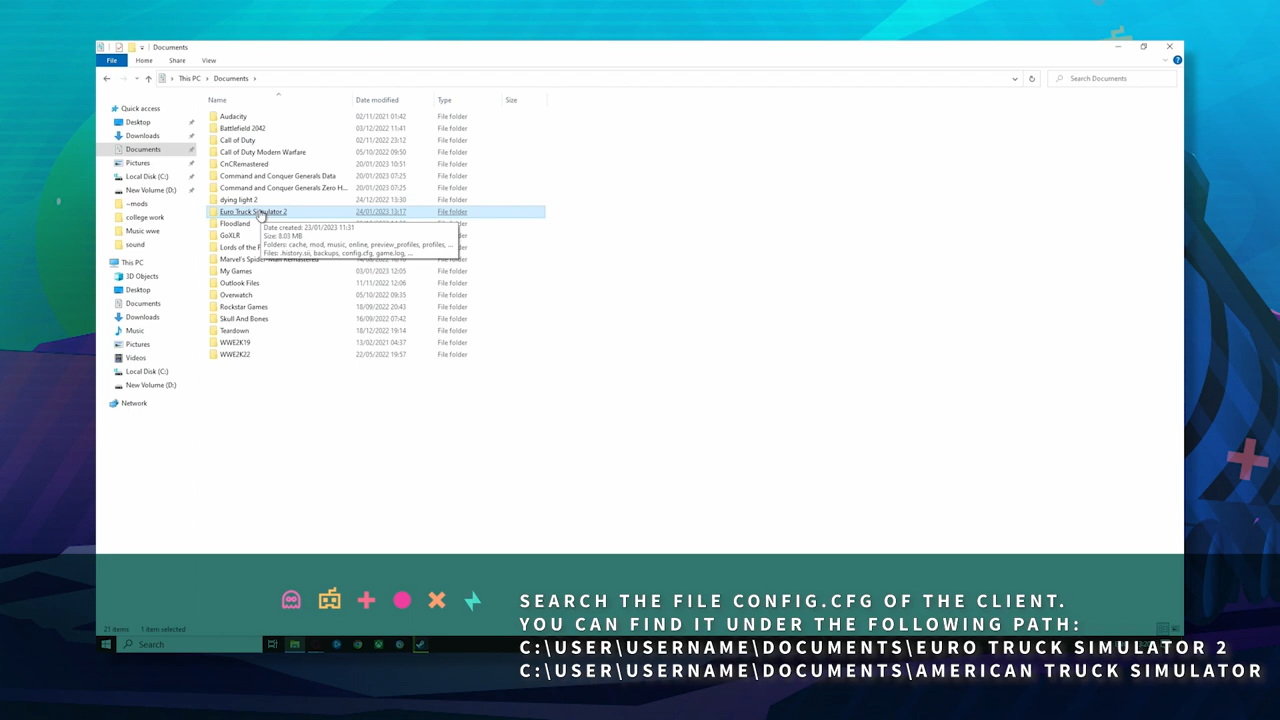 Documents
File
Home
Share
View
This PC
Documents
Search Documents
Name
Date modified
Type
Size
Quick access
Desktop
Downloads
Documents
Pictures
Local Disk (C:)
New Volume (D:)
~mods
college work
Music wwe
sound
This PC
3D Objects
Desktop
Documents
Downloads
Music
Pictures
Videos
Local Disk (C:)
New Volume (D:)
Network
Audacity 02/11/2021 01:42 File folder
Battlefield 2042 03/12/2022 11:41 File folder
Call of Duty 02/11/2022 23:12 File folder
Call of Duty Modern Warfare 05/10/2022 09:50 File folder
CnCRemastered 20/01/2023 10:51 File folder
Command and Conquer Generals Data 20/01/2023 07:25 File folder
Command and Conquer Generals Zero H... 20/01/2023 07:25 File folder
dying light 2 24/12/2022 13:30 File folder
Euro Truck Simulator 2 24/01/2023 13:17 File folder
Floodland File folder
GoXLR
Lords of the
Marvel's Spider-Man Remastered File folder
My Games 03/01/2023 12:05 File folder
Outlook Files 11/11/2022 12:06 File folder
Overwatch 05/10/2022 09:35 File folder
Rockstar Games 18/09/2022 20:43 File folder
Skull And Bones 16/09/2022 07:42 File folder
Teardown 18/12/2022 19:14 File folder
WWE2K19 13/02/2021 04:37 File folder
WWE2K22 22/05/2022 19:57 File folder
Date created: 23/01/2023 11:31
Size: 8.03 MB
Folders: cache, mod, music, online, preview_profiles, profiles, ...
Files: .history.sii, backups, config.cfg, game.log, ...
21 items 1 item selected
Search
SEARCH THE FILE CONFIG.CFG OF THE CLIENT.
YOU CAN FIND IT UNDER THE FOLLOWING PATH:
C:\USER\USERNAME\DOCUMENTS\EURO TRUCK SIMULATOR 2
C:\USER\USERNAME\DOCUMENTS\AMERICAN TRUCK SIMULATOR